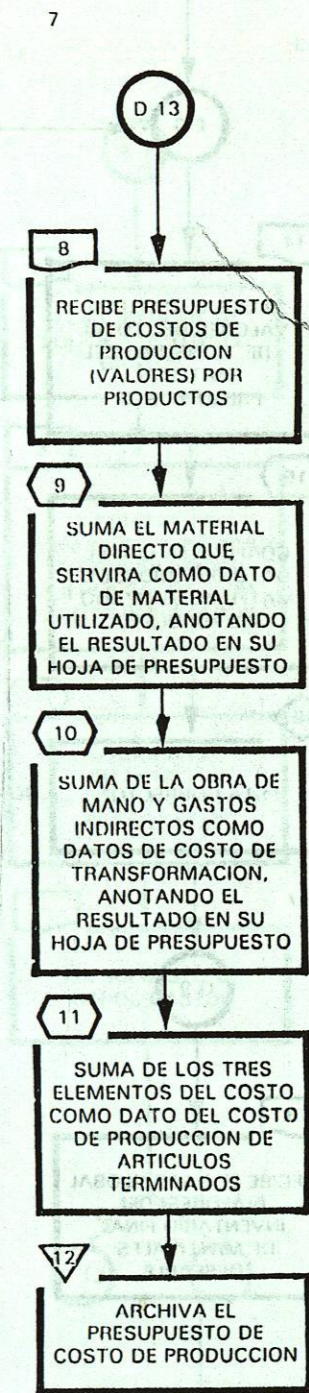 7
D 13
8
RECIBE PRESUPUESTO
DE COSTOS DE
PRODUCCION
(VALORES) POR
PRODUCTOS
9
SUMA EL MATERIAL
DIRECTO QUE
SERVIRA COMO DATO
DE MATERIAL
UTILIZADO, ANOTANDO
EL RESULTADO EN SU
HOJA DE PRESUPUESTO
10
SUMA DE LA OBRA DE
MANO Y GASTOS
INDIRECTOS COMO
DATOS DE COSTO DE
TRANSFORMACION,
ANOTANDO EL
RESULTADO EN SU
HOJA DE PRESUPUESTO
11
SUMA DE LOS TRES
ELEMENTOS DEL COSTO
COMO DATO DEL COSTO
DE PRODUCCION DE
ARTICULOS
TERMINADOS
12
ARCHIVA EL
PRESUPUESTO DE
COSTO DE PRODUCCION